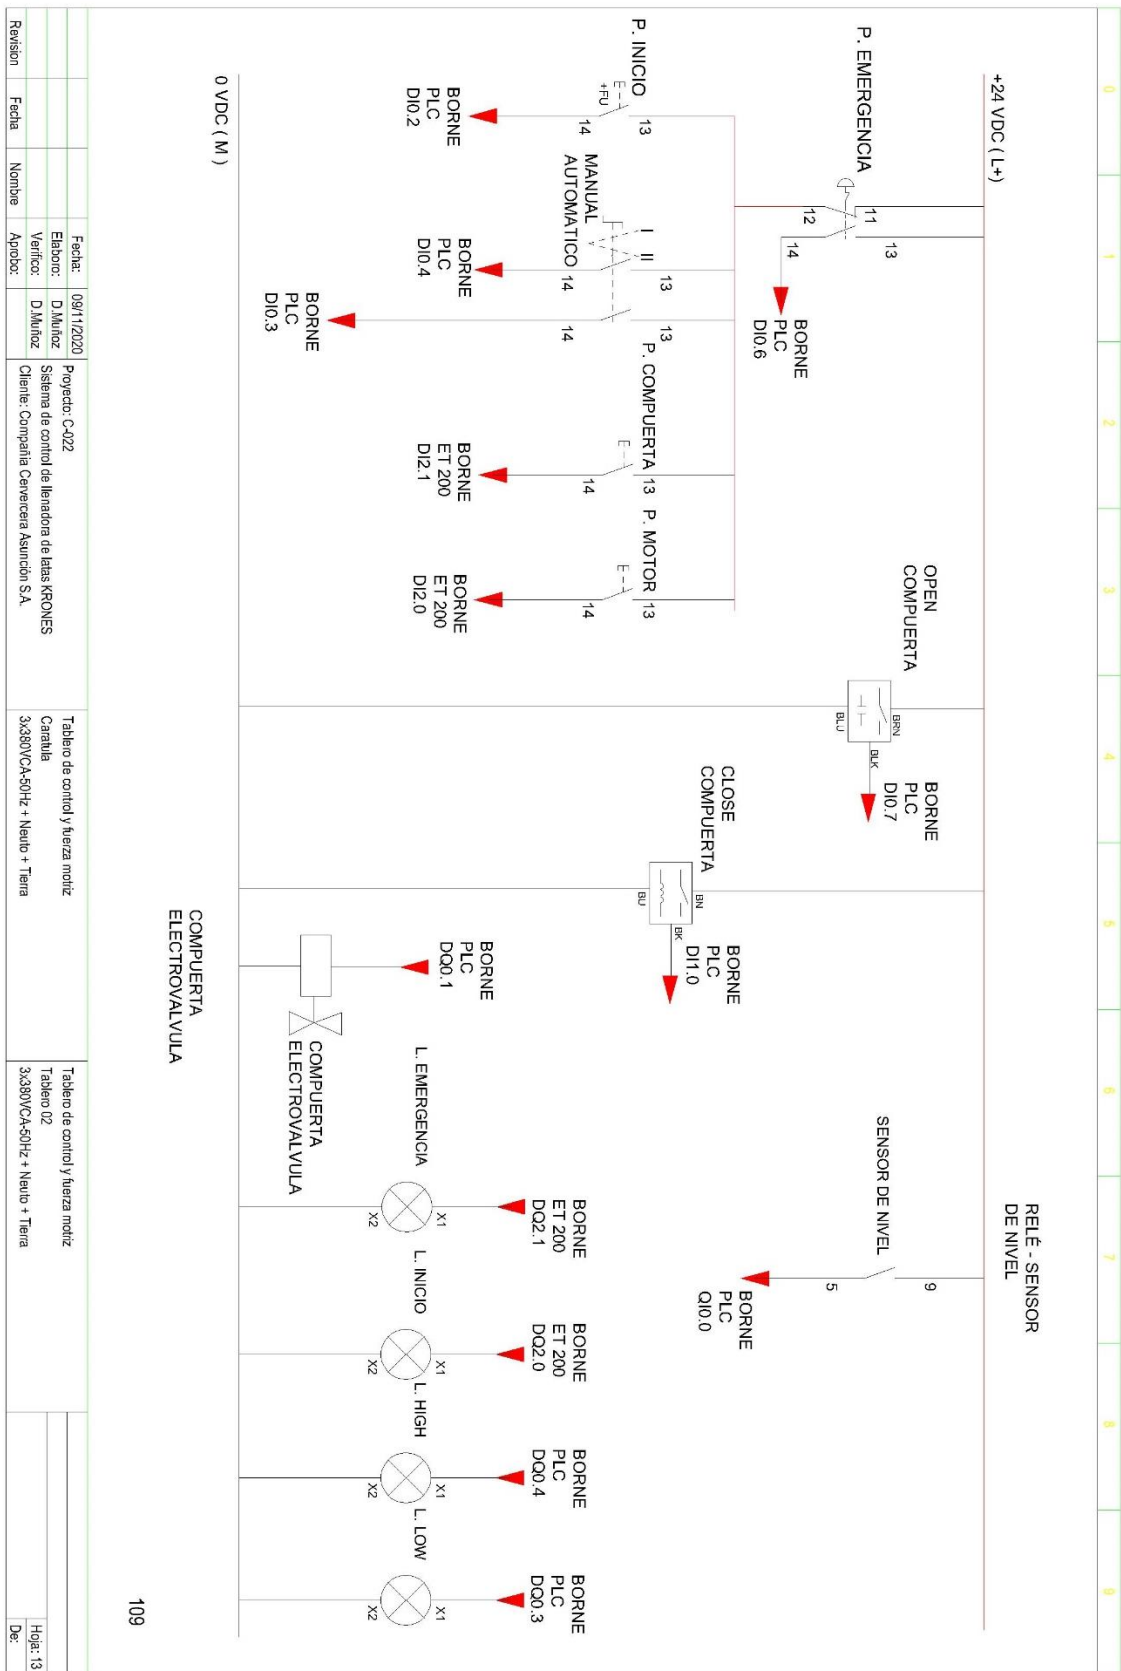 0
1
2
3
4
5
6
7
8
9
+24 VDC ( L+)
RELÉ - SENSOR
DE NIVEL
P. EMERGENCIA
11
12
13
14
BORNE
PLC
DI0.6
OPEN
COMPUERTA
BRN
BLK
BLU
BORNE
PLC
DI0.7
SENSOR DE NIVEL
9
5
BORNE
PLC
QI0.0
P. INICIO
+FU
13
14
BORNE
PLC
DI0.2
MANUAL
AUTOMATICO
I
II
13
14
BORNE
PLC
DI0.4
13
14
BORNE
PLC
DI0.3
P. COMPUERTA
13
14
BORNE
ET 200
DI2.1
P. MOTOR
13
14
BORNE
ET 200
DI2.0
CLOSE
COMPUERTA
BN
BK
BU
BORNE
PLC
DI1.0
BORNE
PLC
DQ0.1
COMPUERTA
ELECTROVALVULA
BORNE
ET 200
DQ2.1
L. EMERGENCIA
X1
X2
BORNE
ET 200
DQ2.0
L. INICIO
X1
X2
BORNE
PLC
DQ0.4
L. HIGH
X1
X2
BORNE
PLC
DQ0.3
L. LOW
X1
X2
0 VDC ( M )
COMPUERTA
ELECTROVALVULA
109
Revision
Fecha
Nombre
Fecha: 09/11/2020
Elaboro: D.Muñoz
Verifico: D.Muñoz
Aprobo:
Proyecto: C-022
Sistema de control de llenadora de latas KRONES
Cliente: Compañia Cervercera Asunción S.A.
Tablero de control y fuerza motriz
Caratula
3x380VCA-50Hz + Neuto + Tierra
Tablero de control y fuerza motriz
Tablero 02
3x380VCA-50Hz + Neuto + Tierra
Hoja: 13
De: